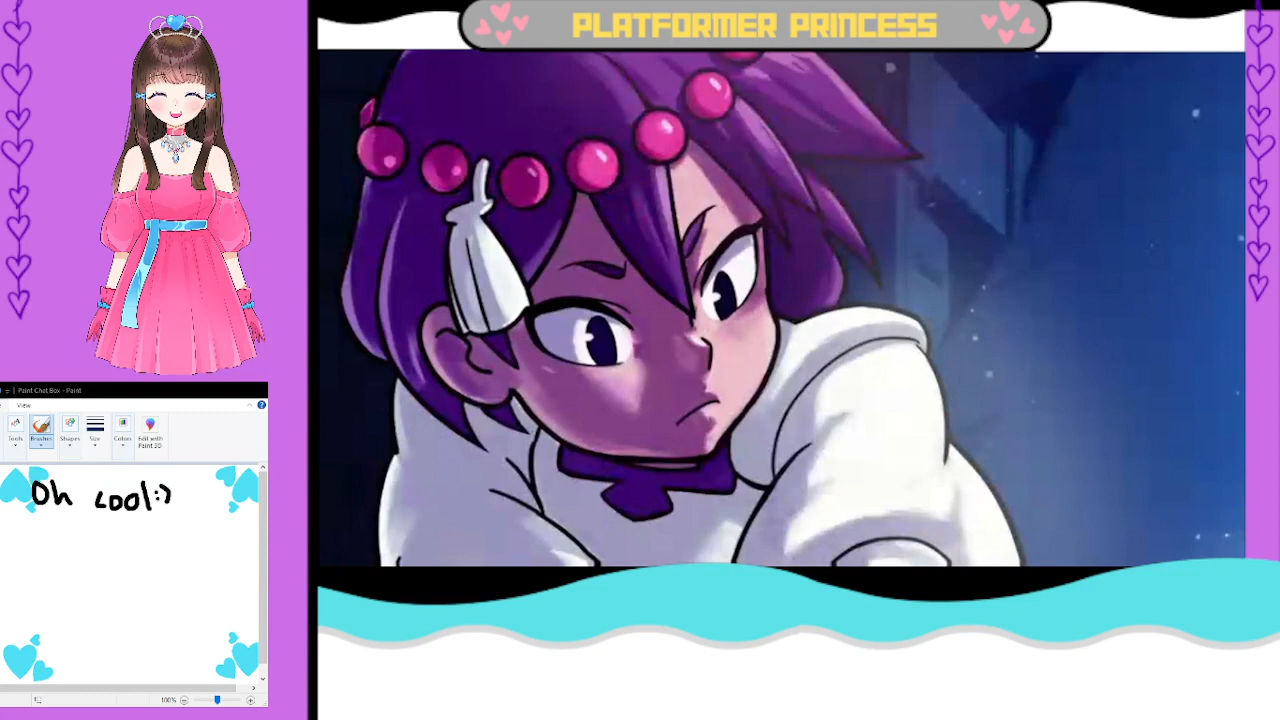 PLATFORMER PRINCESS
Paint Chat Box - Paint
View
Tools
Brushes
Shapes
Size
Colors
Edit with
Paint 3D
Oh cool:)
100%